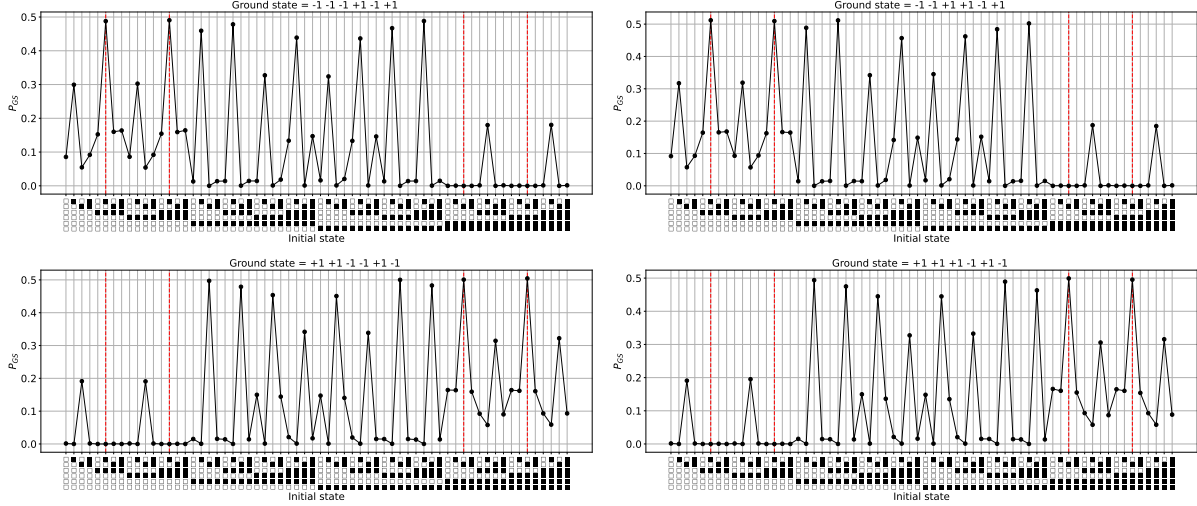 Ground state = -1 -1 -1 +1 -1 +1
0.5
0.4
0.3
0.2
0.1
0.0
P_GS
Initial state
Ground state = -1 -1 +1 +1 -1 +1
0.5
0.4
0.3
0.2
0.1
0.0
P_GS
Initial state
Ground state = +1 +1 -1 -1 +1 -1
0.5
0.4
0.3
0.2
0.1
0.0
P_GS
Initial state
Ground state = +1 +1 +1 -1 +1 -1
0.5
0.4
0.3
0.2
0.1
0.0
P_GS
Initial state